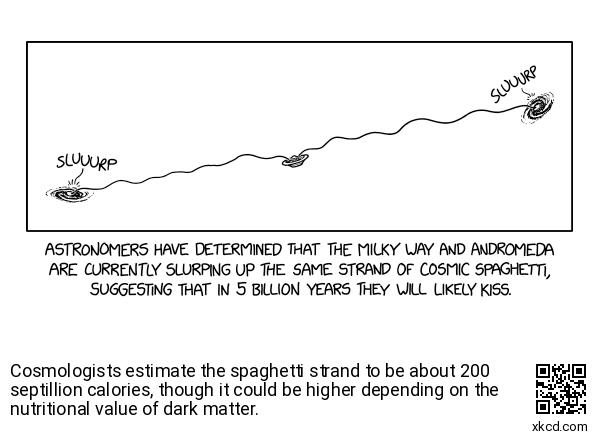 SLUUURP
SLUUURP
ASTRONOMERS HAVE DETERMINED THAT THE MILKY WAY AND ANDROMEDA
ARE CURRENTLY SLURPING UP THE SAME STRAND OF COSMIC SPAGHETTI,
SUGGESTING THAT IN 5 BILLION YEARS THEY WILL LIKELY KISS.
Cosmologists estimate the spaghetti strand to be about 200
septillion calories, though it could be higher depending on the
nutritional value of dark matter.
xkcd.com